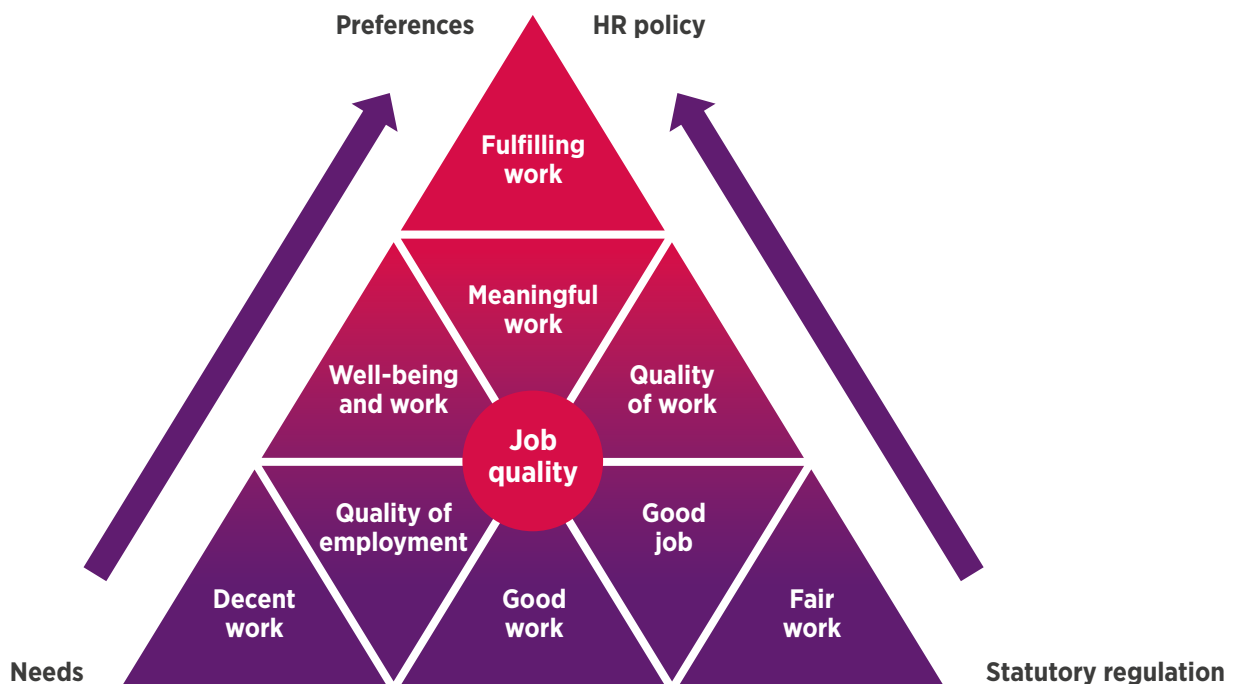 Preferences
HR policy
Fulfilling
work
Meaningful
work
Well-being
and work
Quality
of work
Job
quality
Quality of
employment
Good
job
Decent
work
Good
work
Fair
work
Needs
Statutory regulation